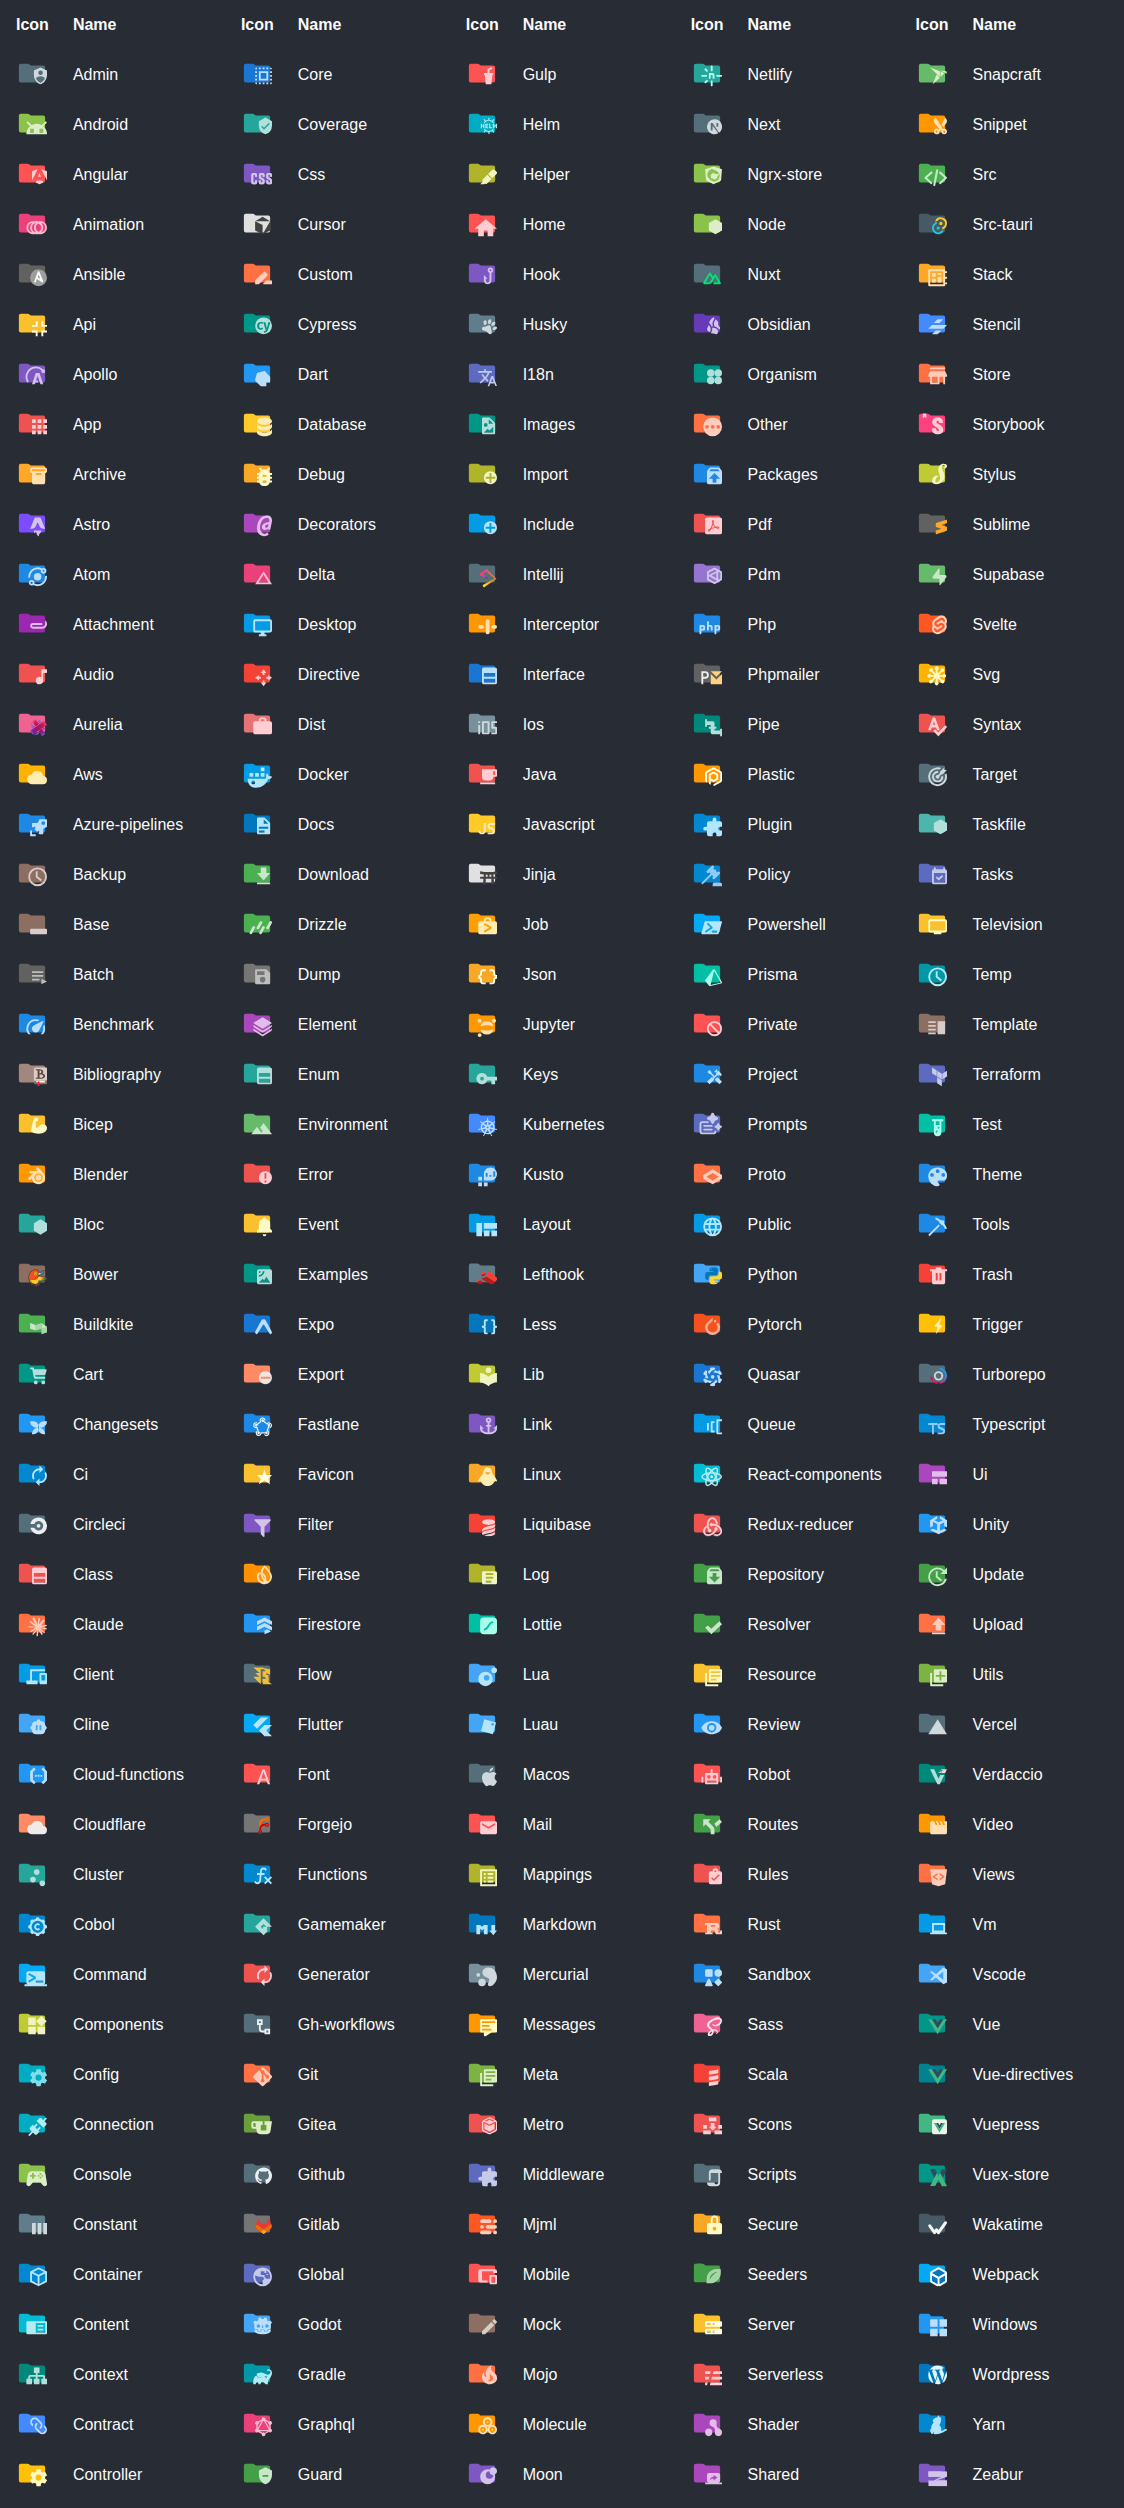 Icon Name Icon Name Icon Name Icon Name Icon Name
Admin Core Gulp Netlify Snapcraft
Android Coverage Helm Next Snippet
Angular Css Helper Ngrx-store Src
Animation Cursor Home Node Src-tauri
Ansible Custom Hook Nuxt Stack
Api Cypress Husky Obsidian Stencil
Apollo Dart I18n Organism Store
App Database Images Other Storybook
Archive Debug Import Packages Stylus
Astro Decorators Include Pdf Sublime
Atom Delta Intellij Pdm Supabase
Attachment Desktop Interceptor Php Svelte
Audio Directive Interface Phpmailer Svg
Aurelia Dist Ios Pipe Syntax
Aws Docker Java Plastic Target
Azure-pipelines Docs Javascript Plugin Taskfile
Backup Download Jinja Policy Tasks
Base Drizzle Job Powershell Television
Batch Dump Json Prisma Temp
Benchmark Element Jupyter Private Template
Bibliography Enum Keys Project Terraform
Bicep Environment Kubernetes Prompts Test
Blender Error Kusto Proto Theme
Bloc Event Layout Public Tools
Bower Examples Lefthook Python Trash
Buildkite Expo Less Pytorch Trigger
Cart Export Lib Quasar Turborepo
Changesets Fastlane Link Queue Typescript
Ci Favicon Linux React-components Ui
Circleci Filter Liquibase Redux-reducer Unity
Class Firebase Log Repository Update
Claude Firestore Lottie Resolver Upload
Client Flow Lua Resource Utils
Cline Flutter Luau Review Vercel
Cloud-functions Font Macos Robot Verdaccio
Cloudflare Forgejo Mail Routes Video
Cluster Functions Mappings Rules Views
Cobol Gamemaker Markdown Rust Vm
Command Generator Mercurial Sandbox Vscode
Components Gh-workflows Messages Sass Vue
Config Git Meta Scala Vue-directives
Connection Gitea Metro Scons Vuepress
Console Github Middleware Scripts Vuex-store
Constant Gitlab Mjml Secure Wakatime
Container Global Mobile Seeders Webpack
Content Godot Mock Server Windows
Context Gradle Mojo Serverless Wordpress
Contract Graphql Molecule Shader Yarn
Controller Guard Moon Shared Zeabur